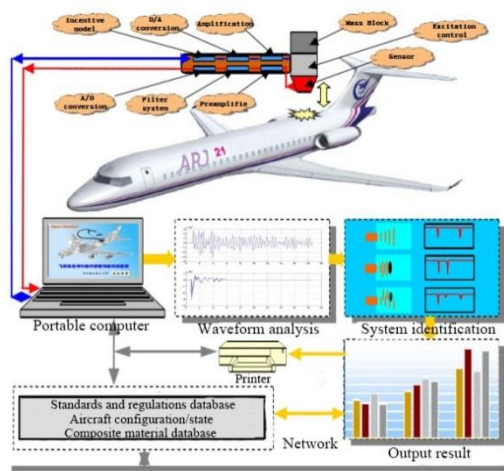 Incentive model
D/A conversion
Amplification
Mass Block
Excitation control
Sensor
A/D conversion
Filter system
Preamplifie
ARJ 21
Portable computer
Waveform analysis
System identification
Printer
Standards and regulations database
Aircraft configuration/state
Composite material database
Network
Output result